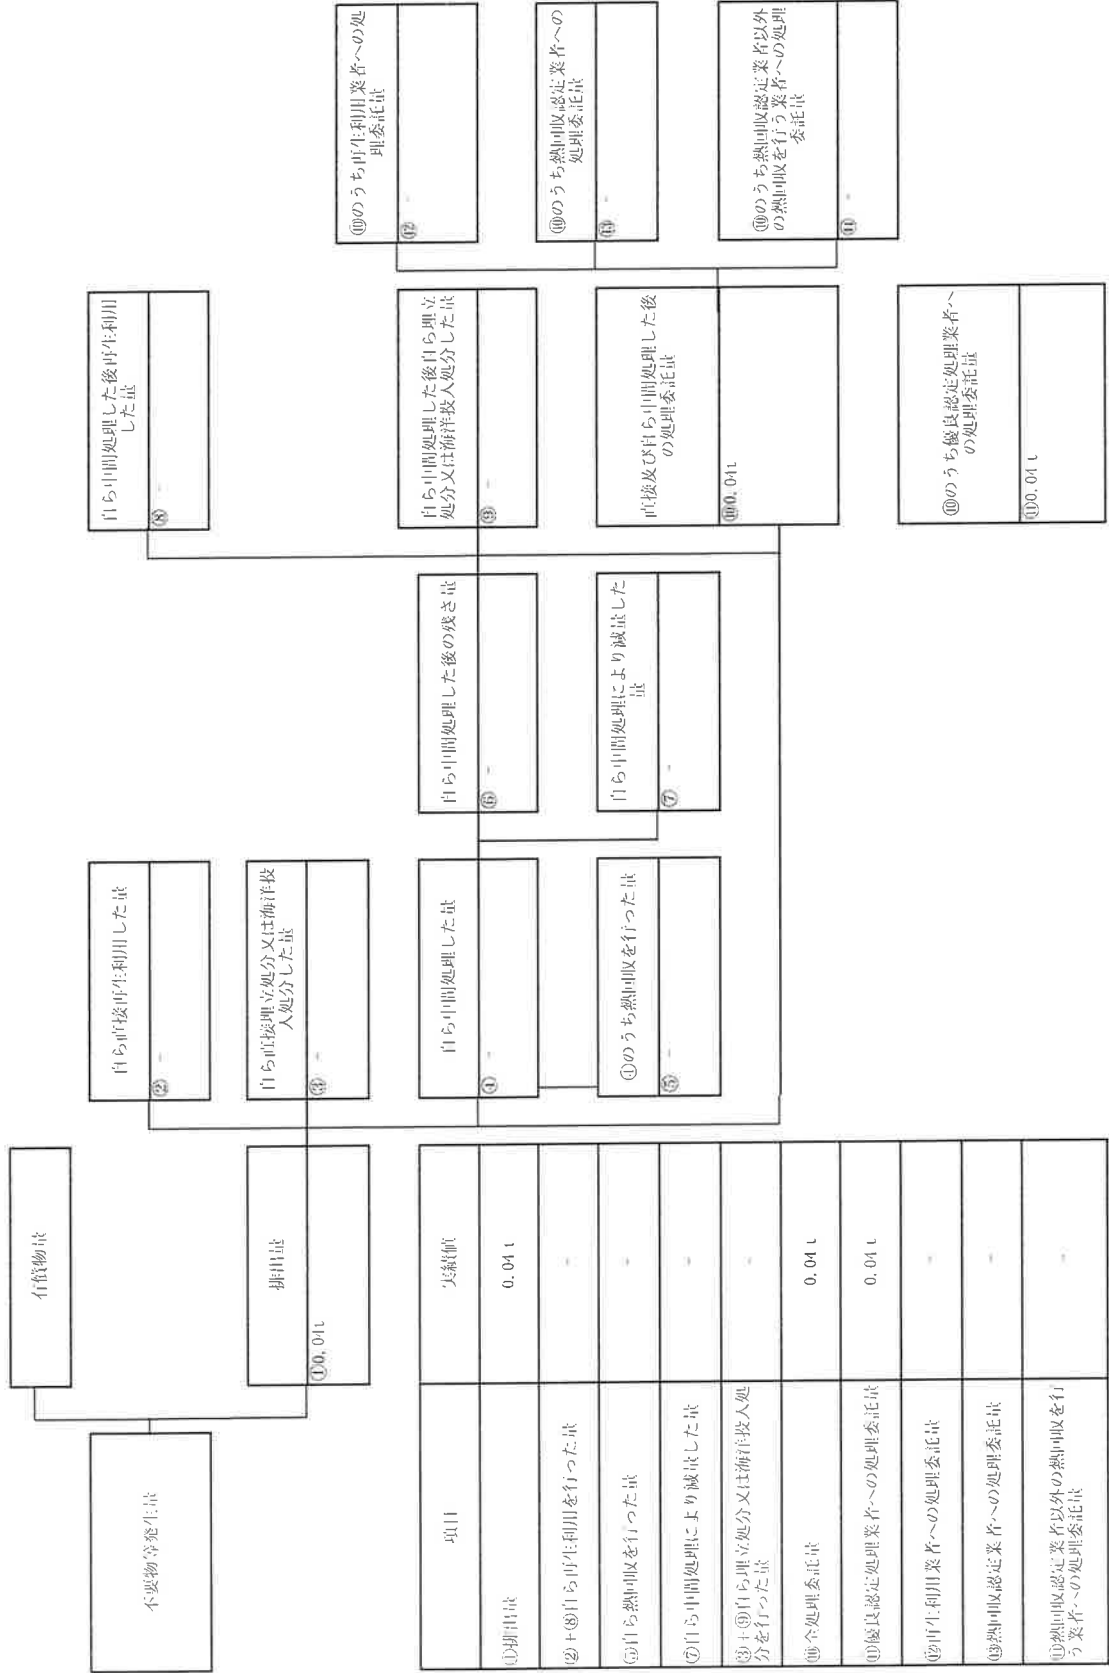 不要物等発生量
有償物量
排出量
①0.04t
自ら直接再生利用した量
② -
自ら直接埋立処分又は海洋投
入処分した量
③ -
自ら中間処理した量
④ -
④のうち熱回収を行った量
⑤ -
自ら中間処理した後の残さ量
⑥ -
自ら中間処理により減量した
量
⑦ -
自ら中間処理した後再生利用
した量
⑧ -
自ら中間処理した後自ら埋立
処分又は海洋投入処分した量
⑨ -
直接及び自ら中間処理した後
の処理委託量
⑩0.04t
⑩のうち優良認定処理業者へ
の処理委託量
⑪0.04t
⑩のうち再生利用業者への処
理委託量
⑫ -
⑩のうち熱回収認定業者への
処理委託量
⑬ -
⑩のうち熱回収認定業者以外
の熱回収を行う業者への処理
委託量
⑭ -
項目 実績値
①排出量 0.04 t
②+⑧自ら再生利用を行った量 -
⑤自ら熱回収を行った量 -
⑦自ら中間処理により減量した量 -
③+⑨自ら埋立処分又は海洋投入処
分を行った量 -
⑩全処理委託量 0.04 t
⑪優良認定処理業者への処理委託量 0.04 t
⑫再生利用業者への処理委託量 -
⑬熱回収認定業者への処理委託量 -
⑭熱回収認定業者以外の熱回収を行
う業者への処理委託量 -